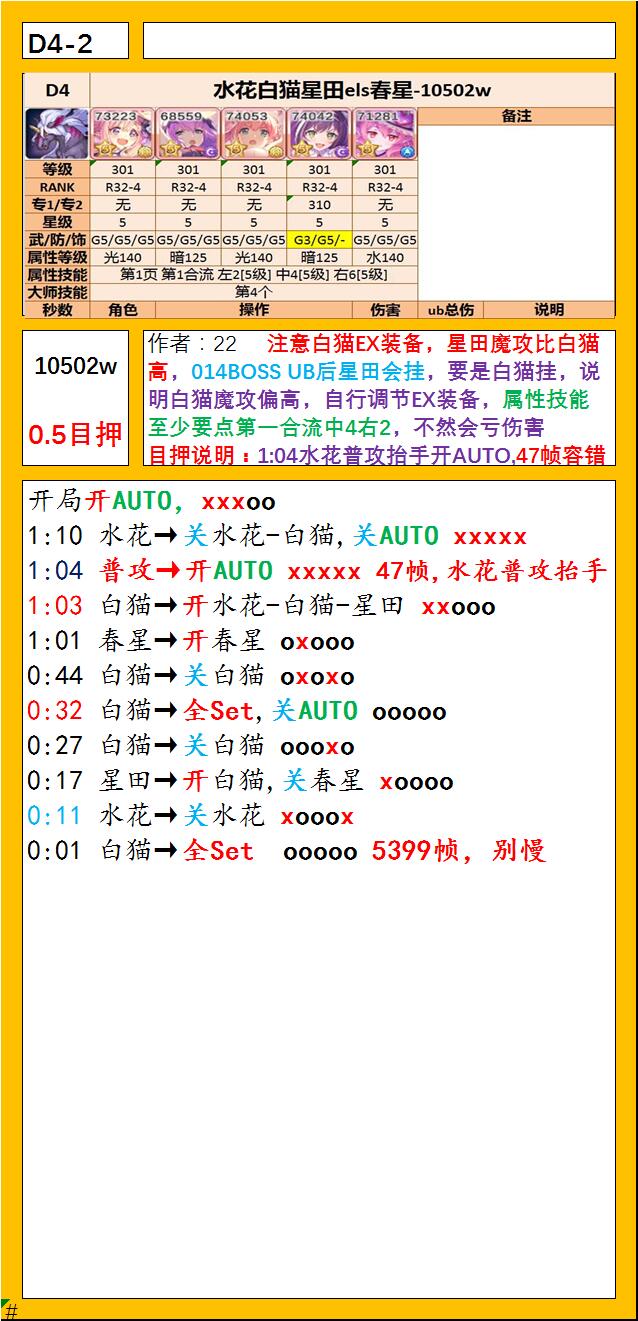 D4-2
D4 水花白猫星田els春星-10502w
73223 68559 74053 74042 71281 备注
等级 301 301 301 301 301
RANK R32-4 R32-4 R32-4 R32-4 R32-4
专1/专2 无 无 无 310 无
星级 5 5 5 5 5
武/防/饰 G5/G5/G5 G5/G5/G5 G5/G5/G5 G3/G5/- G5/G5/G5
属性等级 光140 暗125 光140 暗125 水140
属性技能 第1页 第1合流 左2[5级] 中4[5级] 右6[5级]
大师技能 第4个
秒数 角色 操作 伤害 ub总伤 说明
10502w
0.5目押
作者：22 注意白猫EX装备，星田魔攻比白猫
高，014BOSS UB后星田会挂，要是白猫挂，说
明白猫魔攻偏高，自行调节EX装备，属性技能
至少要点第一合流中4右2，不然会亏伤害
目押说明：1:04水花普攻抬手开AUTO,47帧容错
开局开AUTO, xxxoo
1:10 水花→关水花-白猫,关AUTO xxxxx
1:04 普攻→开AUTO xxxxx 47帧,水花普攻抬手
1:03 白猫→开水花-白猫-星田 xxooo
1:01 春星→开春星 oxooo
0:44 白猫→关白猫 oxoxo
0:32 白猫→全Set,关AUTO ooooo
0:27 白猫→关白猫 oooxo
0:17 星田→开白猫,关春星 xoooo
0:11 水花→关水花 xooox
0:01 白猫→全Set ooooo 5399帧, 别慢
#